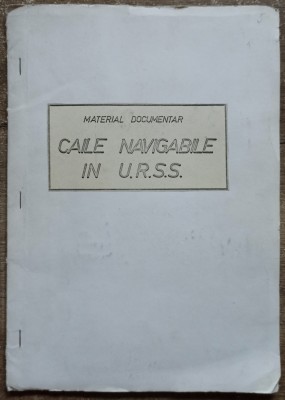 MATERIAL DOCUMENTAR
CAILE NAVIGABILE
IN U.R.S.S.